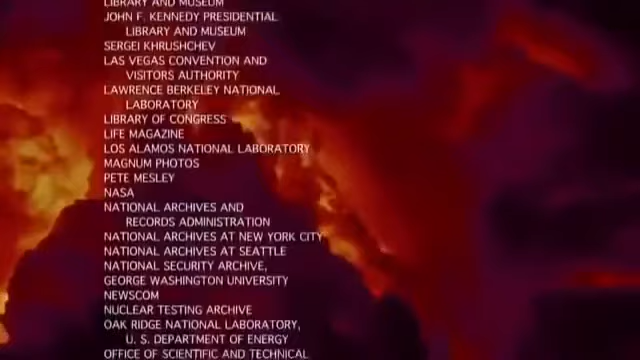 LIBRARY AND MUSEUM
JOHN F. KENNEDY PRESIDENTIAL
LIBRARY AND MUSEUM
SERGEI KHRUSHCHEV
LAS VEGAS CONVENTION AND
VISITORS AUTHORITY
LAWRENCE BERKELEY NATIONAL
LABORATORY
LIBRARY OF CONGRESS
LIFE MAGAZINE
LOS ALAMOS NATIONAL LABORATORY
MAGNUM PHOTOS
PETE MESLEY
NASA
NATIONAL ARCHIVES AND
RECORDS ADMINISTRATION
NATIONAL ARCHIVES AT NEW YORK CITY
NATIONAL ARCHIVES AT SEATTLE
NATIONAL SECURITY ARCHIVE,
GEORGE WASHINGTON UNIVERSITY
NEWSCOM
NUCLEAR TESTING ARCHIVE
OAK RIDGE NATIONAL LABORATORY,
U. S. DEPARTMENT OF ENERGY
OFFICE OF SCIENTIFIC AND TECHNICAL